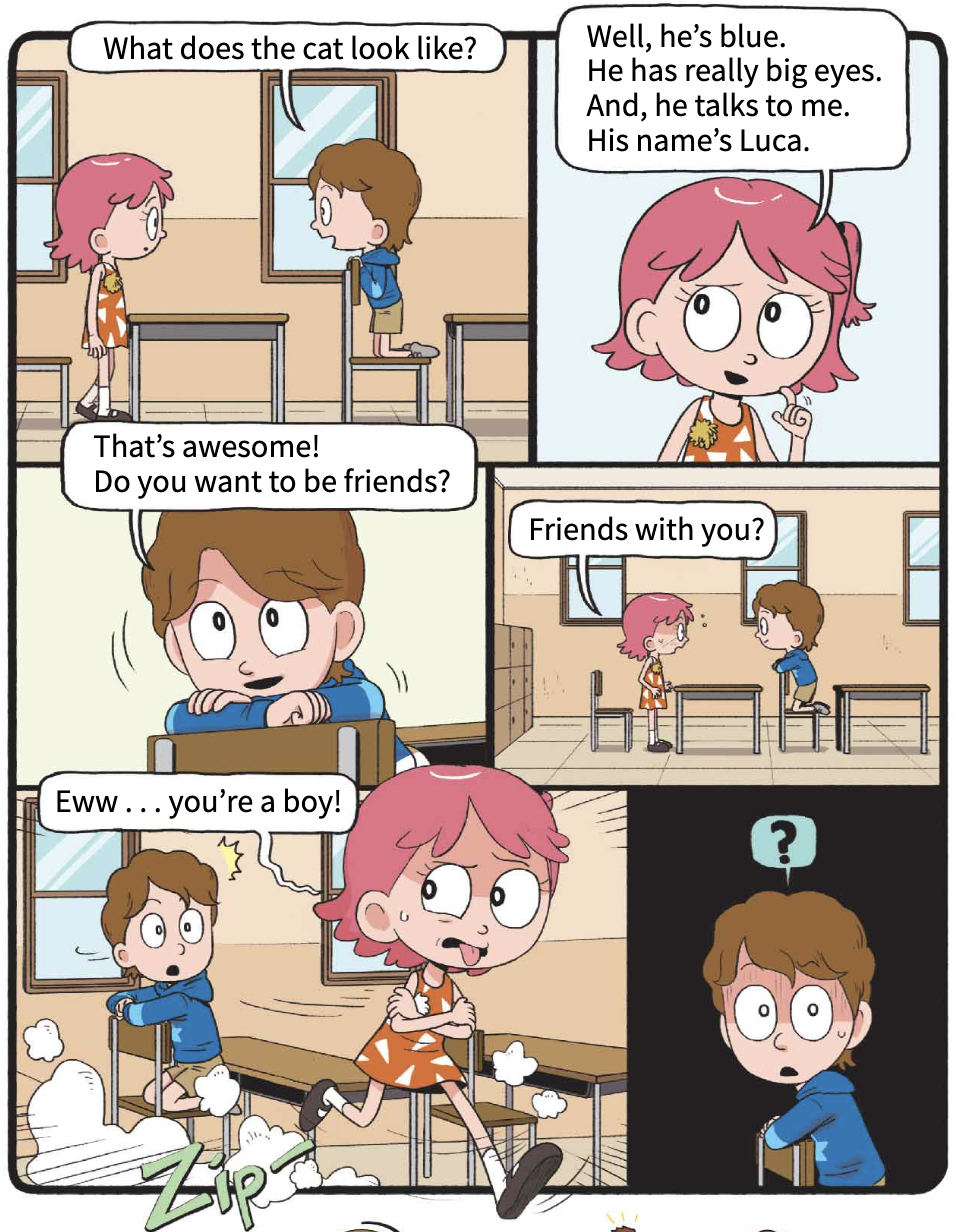 What does the cat look like?
Well, he's blue.
He has really big eyes.
And, he talks to me.
His name's Luca.
That's awesome!
Do you want to be friends?
Friends with you?
Eww . . . you're a boy!
?
Zip-